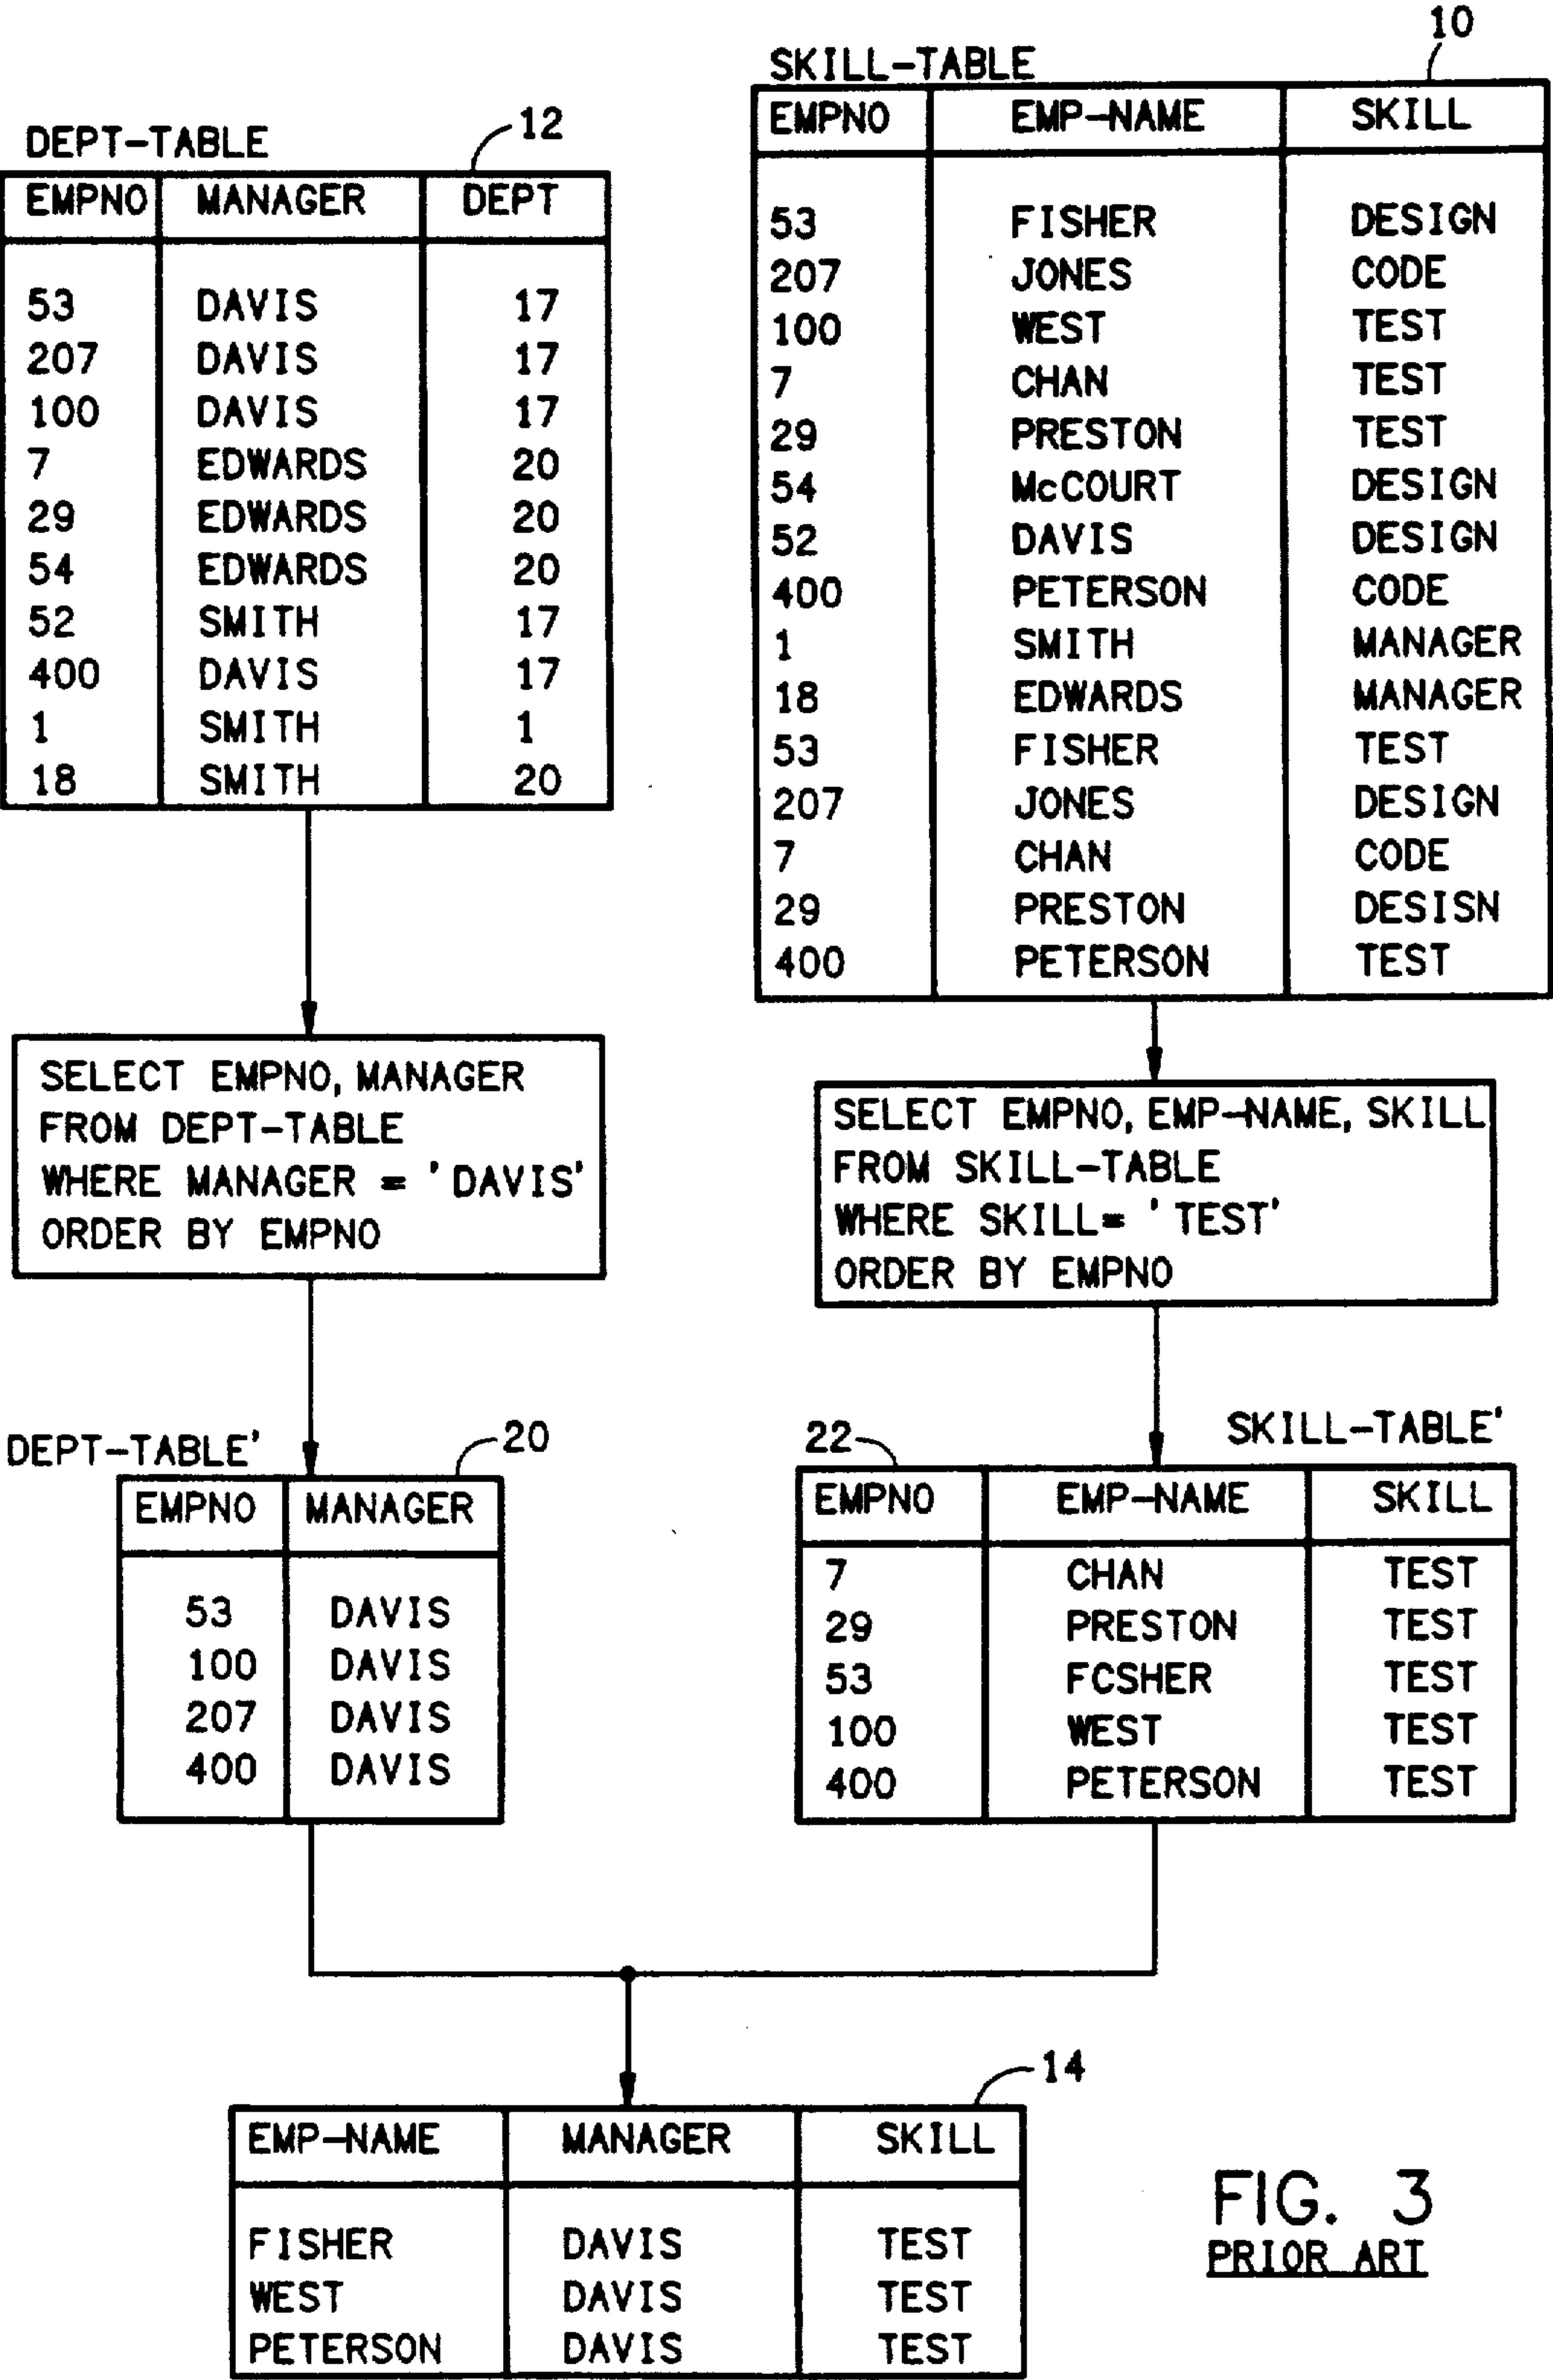 DEPT-TABLE
12
EMPNO MANAGER DEPT
53 DAVIS 17
207 DAVIS 17
100 DAVIS 17
7 EDWARDS 20
29 EDWARDS 20
54 EDWARDS 20
52 SMITH 17
400 DAVIS 17
1 SMITH 1
18 SMITH 20
SKILL-TABLE
10
EMPNO EMP-NAME SKILL
53 FISHER DESIGN
207 JONES CODE
100 WEST TEST
7 CHAN TEST
29 PRESTON TEST
54 McCOURT DESIGN
52 DAVIS DESIGN
400 PETERSON CODE
1 SMITH MANAGER
18 EDWARDS MANAGER
53 FISHER TEST
207 JONES DESIGN
7 CHAN CODE
29 PRESTON DESISN
400 PETERSON TEST
SELECT EMPNO, MANAGER
FROM DEPT-TABLE
WHERE MANAGER = 'DAVIS'
ORDER BY EMPNO
SELECT EMPNO, EMP-NAME, SKILL
FROM SKILL-TABLE
WHERE SKILL= 'TEST'
ORDER BY EMPNO
DEPT-TABLE'
20
EMPNO MANAGER
53 DAVIS
100 DAVIS
207 DAVIS
400 DAVIS
22
SKILL-TABLE'
EMPNO EMP-NAME SKILL
7 CHAN TEST
29 PRESTON TEST
53 FCSHER TEST
100 WEST TEST
400 PETERSON TEST
14
EMP-NAME MANAGER SKILL
FISHER DAVIS TEST
WEST DAVIS TEST
PETERSON DAVIS TEST
FIG. 3
PRIOR ART